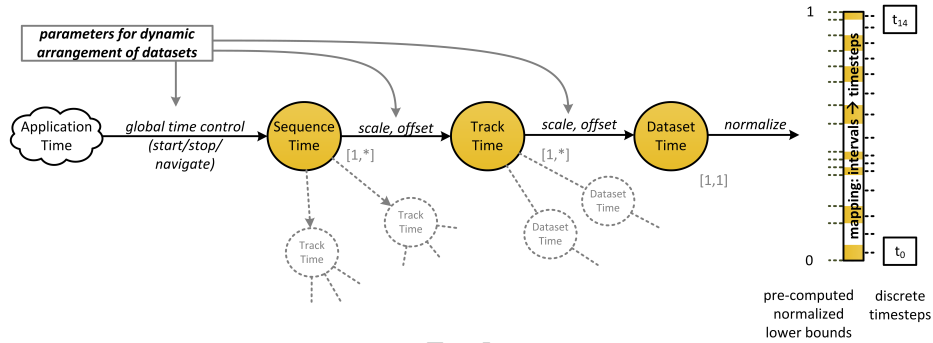 parameters for dynamic
arrangement of datasets
Application
Time
global time control
(start/stop/
navigate)
Sequence
Time
scale, offset
[1,*]
Track
Time
scale, offset
[1,*]
Dataset
Time
normalize
[1,1]
Track
Time
Track
Time
Dataset
Time
Dataset
Time
1
0
mapping: intervals → timesteps
t14
t0
pre-computed
normalized
lower bounds
discrete
timesteps